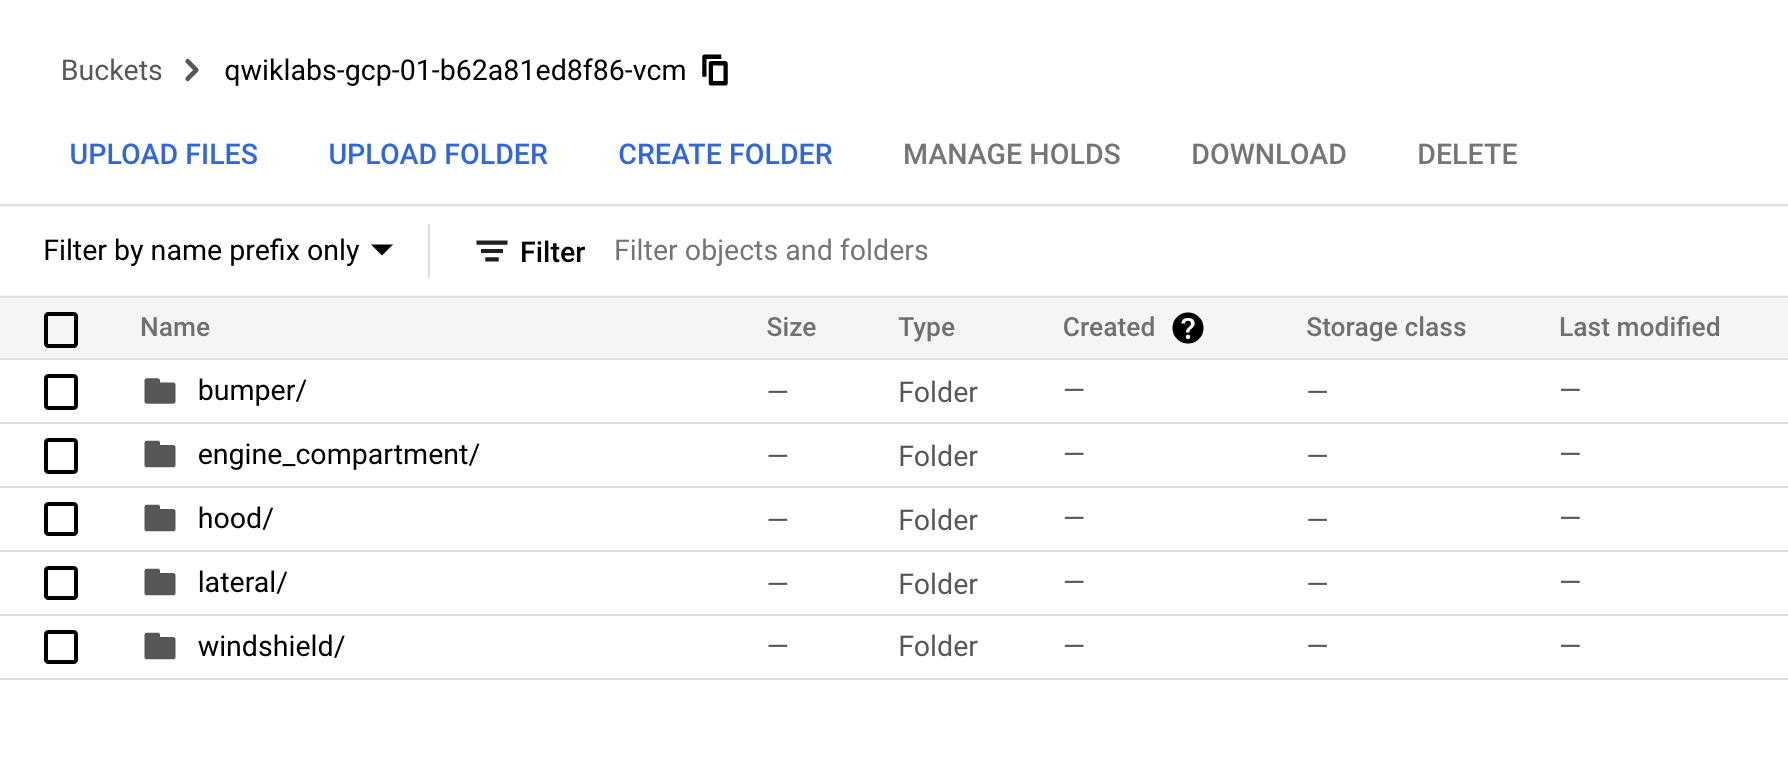 Buckets qwiklabs-gcp-01-b62a81ed8f86-vcm
UPLOAD FILES UPLOAD FOLDER CREATE FOLDER MANAGE HOLDS DOWNLOAD DELETE
Filter by name prefix only Filter Filter objects and folders
Name Size Type Created ? Storage class Last modified
bumper/ — Folder — — —
engine_compartment/ — Folder — — —
hood/ — Folder — — —
lateral/ — Folder — — —
windshield/ — Folder — — —